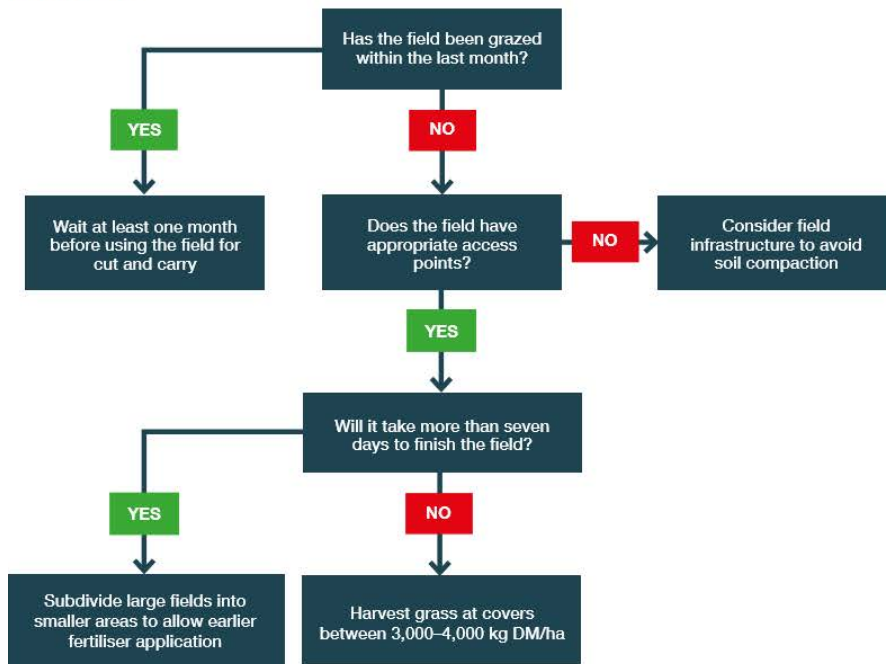 Has the field been grazed
within the last month?
YES
NO
Wait at least one month
before using the field for
cut and carry
Does the field have
appropriate access
points?
NO
Consider field
infrastructure to avoid
soil compaction
YES
Will it take more than seven
days to finish the field?
YES
NO
Subdivide large fields into
smaller areas to allow earlier
fertiliser application
Harvest grass at covers
between 3,000–4,000 kg DM/ha